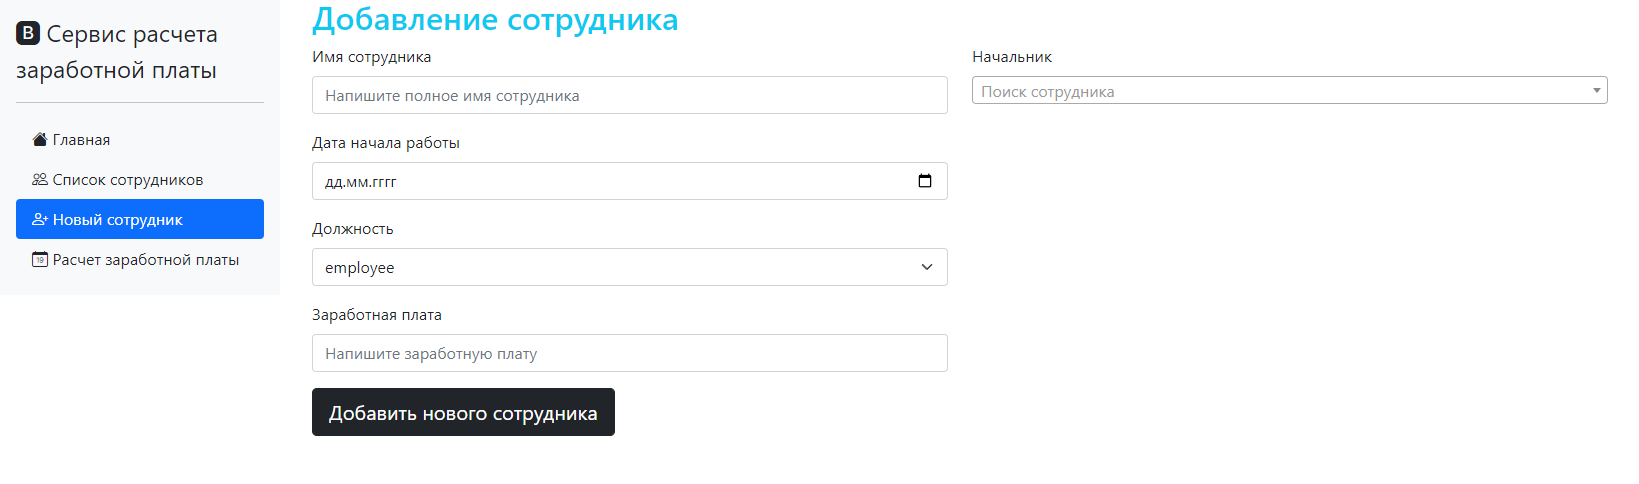 B Сервис расчета
заработной платы
Главная
Список сотрудников
Новый сотрудник
19 Расчет заработной платы
Добавление сотрудника
Имя сотрудника
Напишите полное имя сотрудника
Дата начала работы
дд.мм.гггг
Должность
employee
Заработная плата
Напишите заработную плату
Добавить нового сотрудника
Начальник
Поиск сотрудника